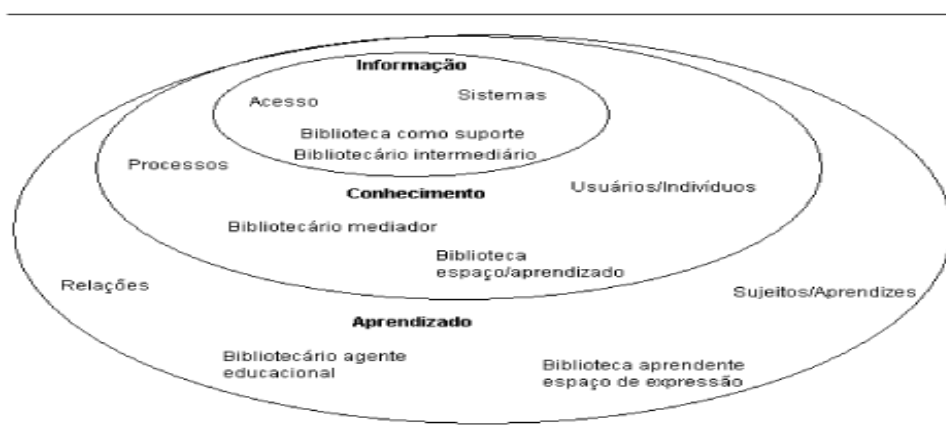 Informação
Acesso
Sistemas
Biblioteca como suporte
Bibliotecário intermediário
Processos
Usuários/Indivíduos
Conhecimento
Bibliotecário mediador
Biblioteca
espaço/aprendizado
Relações
Sujeitos/Aprendizes
Aprendizado
Bibliotecário agente
educacional
Biblioteca aprendente
espaço de expressão